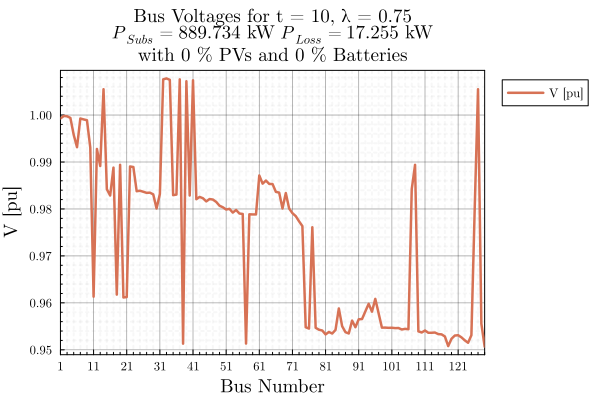 Bus Voltages for t = 10, λ = 0.75
P_Subs = 889.734 kW P_Loss = 17.255 kW
with 0 % PVs and 0 % Batteries
V [pu]
1.00
0.99
0.98
0.97
0.96
0.95
V [pu]
1 11 21 31 41 51 61 71 81 91 101 111 121
Bus Number